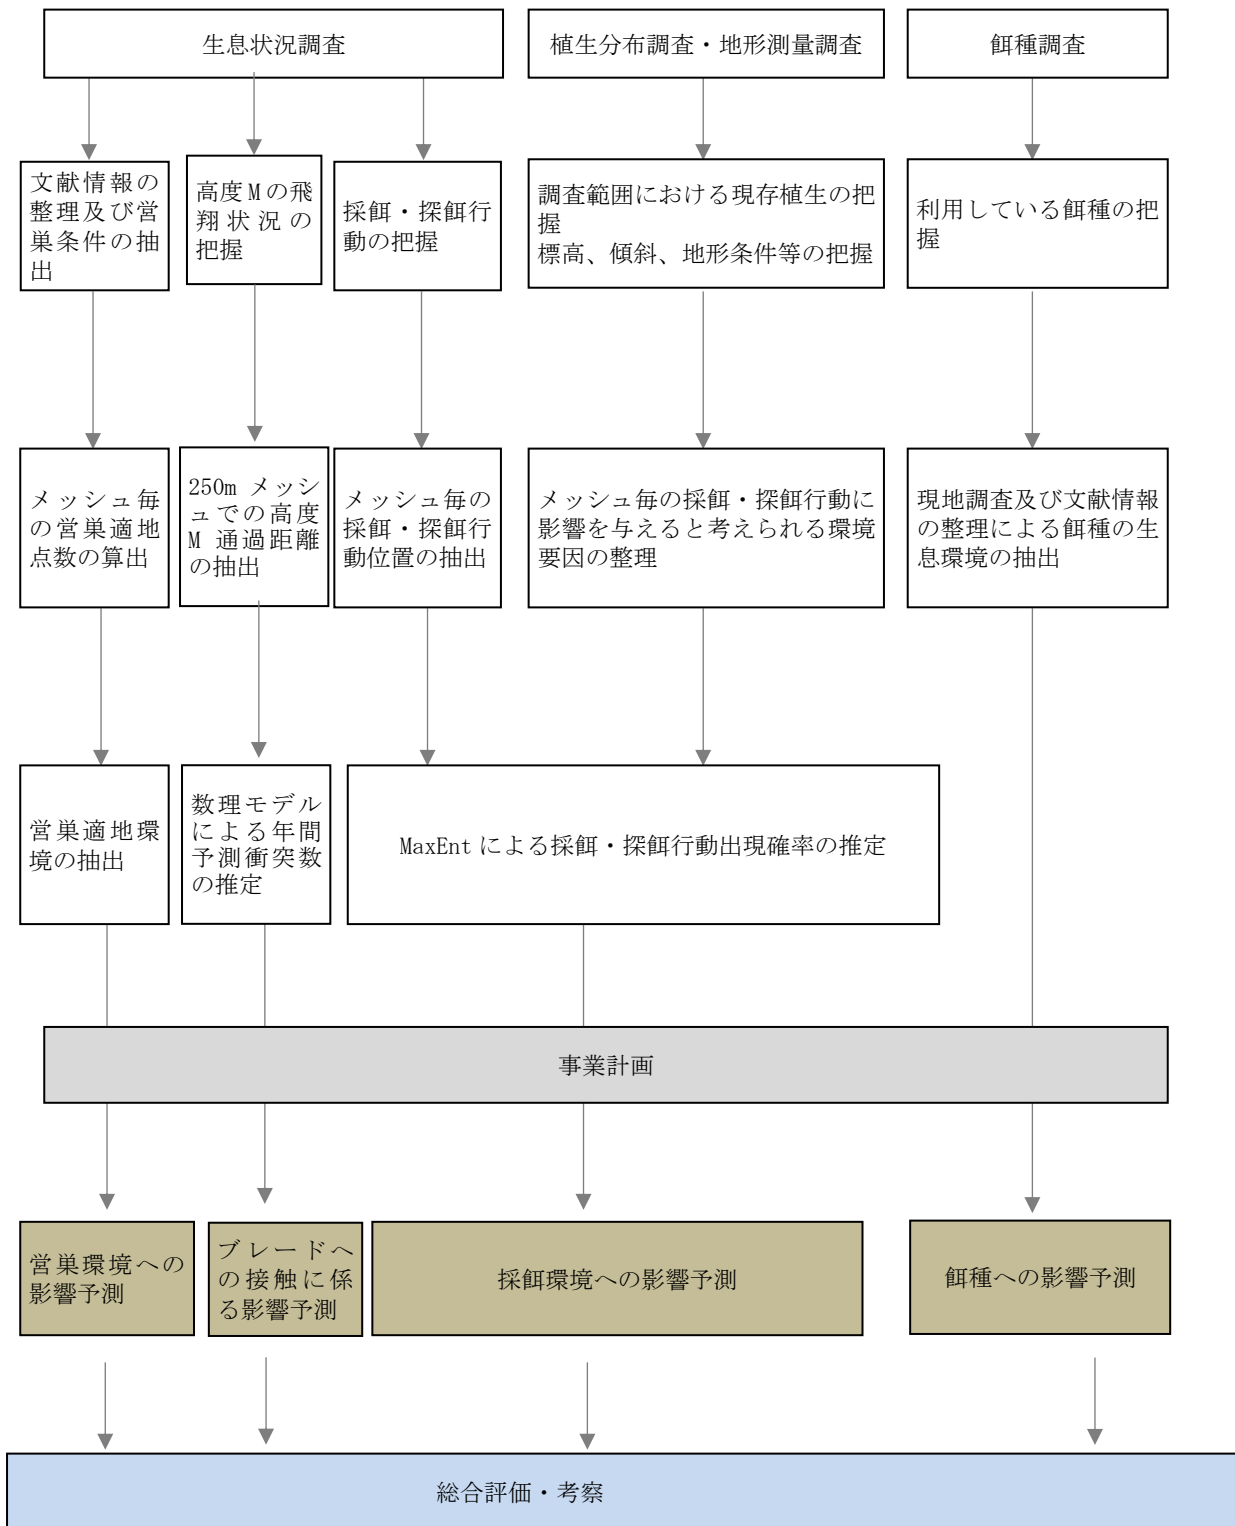 生息状況調査
植生分布調査・地形測量調査
餌種調査
文献情報の
整理及び営
巣条件の抽
出
高度 M の飛
翔状況の
把握
採餌・探餌行
動の把握
調査範囲における現存植生の把
握
標高、傾斜、地形条件等の把握
利用している餌種の把
握
メッシュ毎
の営巣適地
点数の算出
250m メッシ
ュでの高度
M 通過距離
の抽出
メッシュ毎の
採餌・探餌行
動位置の抽出
メッシュ毎の採餌・探餌行動に
影響を与えると考えられる環境
要因の整理
現地調査及び文献情報
の整理による餌種の生
息環境の抽出
営巣適地環
境の抽出
数理モデル
による年間
予測衝突数
の推定
MaxEnt による採餌・探餌行動出現確率の推定
事業計画
営巣環境への
影響予測
ブレードへ
の接触に係
る影響予測
採餌環境への影響予測
餌種への影響予測
総合評価・考察